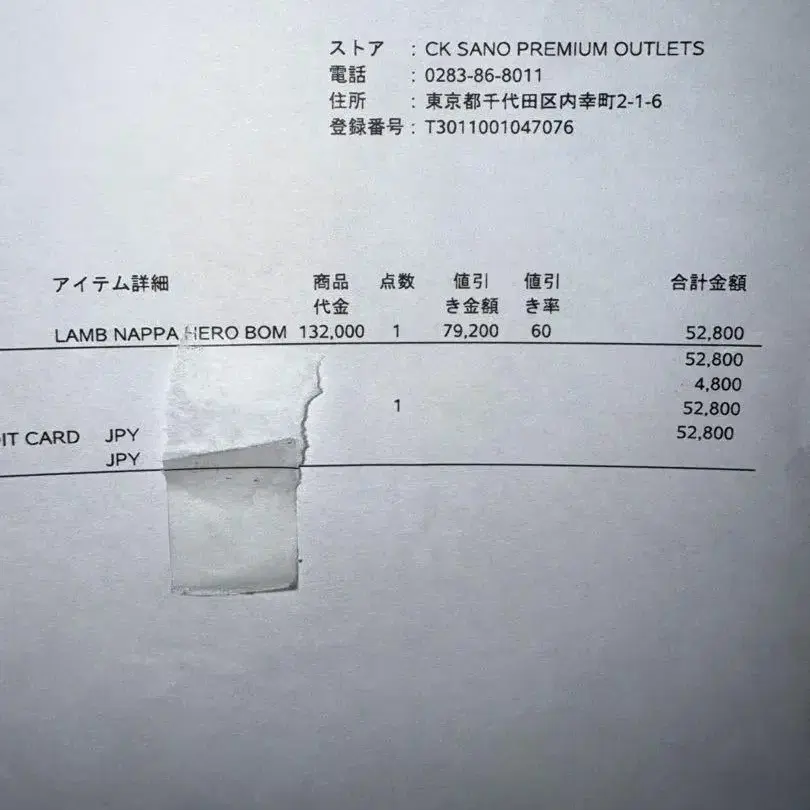 ストア : CK SANO PREMIUM OUTLETS
電話 : 0283-86-8011
住所 : 東京都千代田区内幸町2-1-6
登録番号 : T3011001047076
アイテム詳細 商品代金 点数 値引き金額 値引き率 合計金額
LAMB NAPPA HERO BOM 132,000 1 79,200 60 52,800
52,800
4,800
1 52,800
IT CARD JPY 52,800
JPY